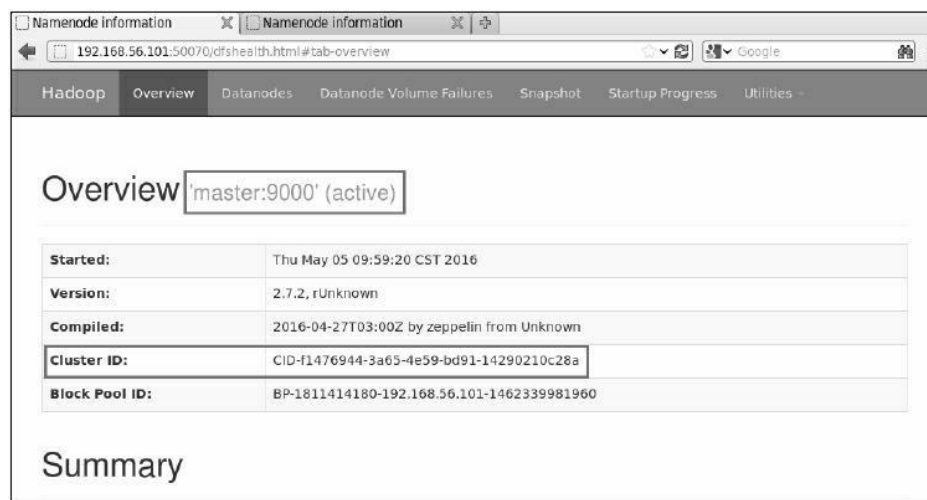 Namenode information Namenode information
192.168.56.101:50070/dfshealth.html#tab-overview Google
Hadoop Overview Datanodes Datanode Volume Failures Snapshot Startup Progress Utilities
Overview 'master:9000' (active)
Started: Thu May 05 09:59:20 CST 2016
Version: 2.7.2, rUnknown
Compiled: 2016-04-27T03:00Z by zeppelin from Unknown
Cluster ID: CID-f1476944-3a65-4e59-bd91-14290210c28a
Block Pool ID: BP-1811414180-192.168.56.101-1462339981960
Summary